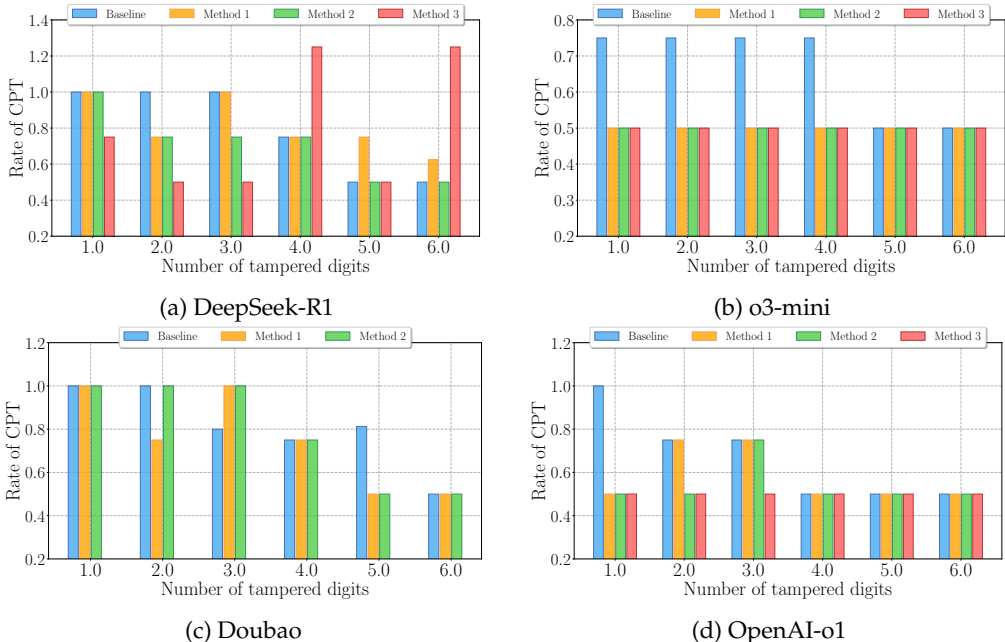 Baseline Method 1 Method 2 Method 3
1.4
1.2
1.0
0.8
0.6
0.4
0.2
Rate of CPT
1.0 2.0 3.0 4.0 5.0 6.0
Number of tampered digits
(a) DeepSeek-R1
Baseline Method 1 Method 2 Method 3
0.8
0.7
0.6
0.5
0.4
0.3
0.2
Rate of CPT
1.0 2.0 3.0 4.0 5.0 6.0
Number of tampered digits
(b) o3-mini
Baseline Method 1 Method 2
1.2
1.0
0.8
0.6
0.4
0.2
Rate of CPT
1.0 2.0 3.0 4.0 5.0 6.0
Number of tampered digits
(c) Doubao
Baseline Method 1 Method 2 Method 3
1.2
1.0
0.8
0.6
0.4
0.2
Rate of CPT
1.0 2.0 3.0 4.0 5.0 6.0
Number of tampered digits
(d) OpenAI-o1